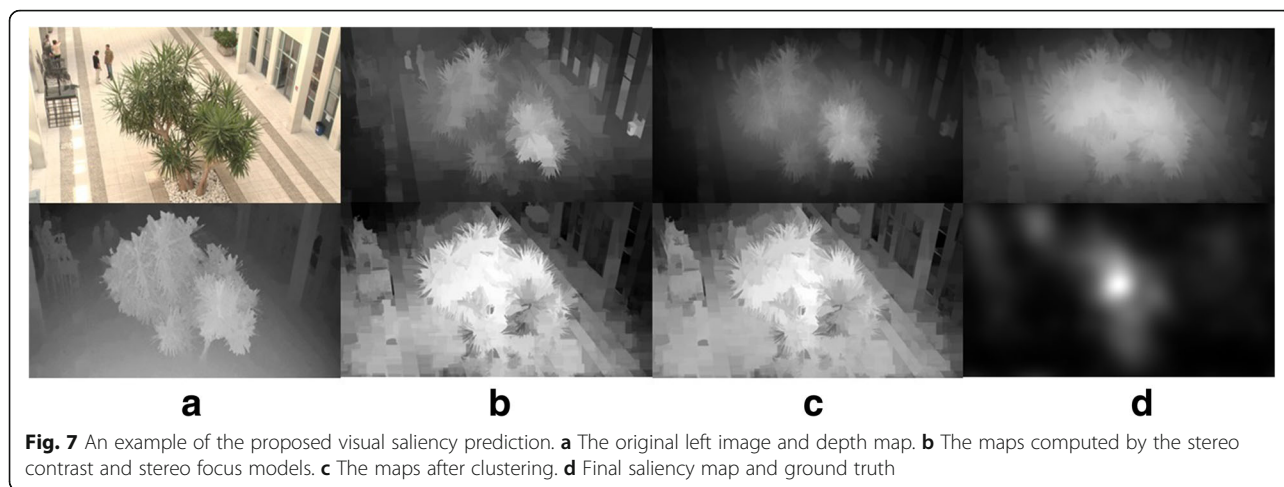 a b c d
Fig. 7 An example of the proposed visual saliency prediction. a The original left image and depth map. b The maps computed by the stereo
contrast and stereo focus models. c The maps after clustering. d Final saliency map and ground truth